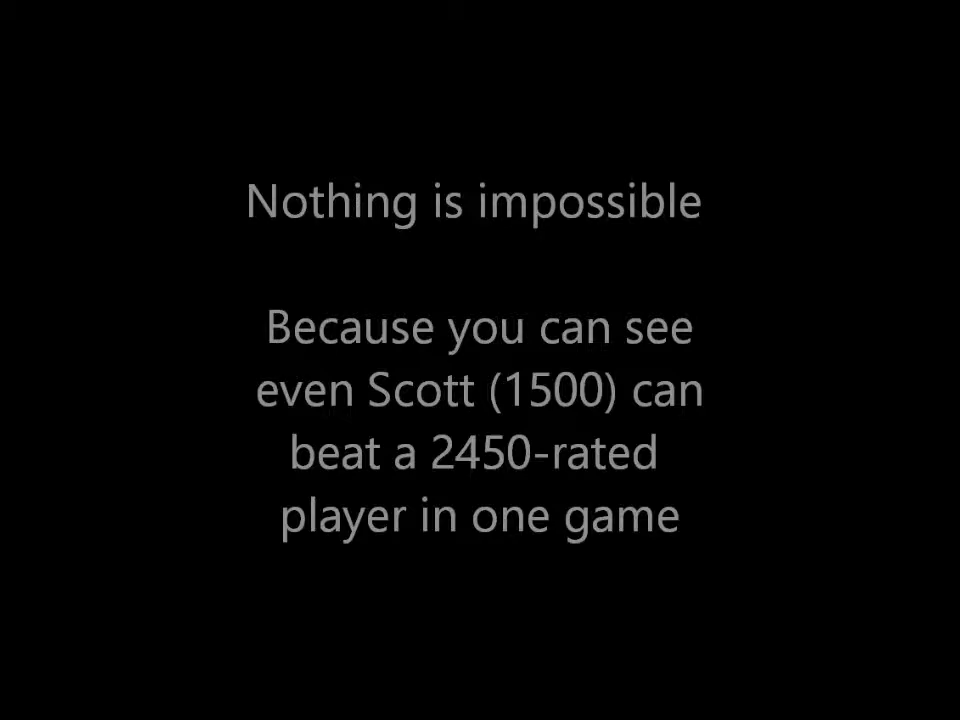 Nothing is impossible
Because you can see
even Scott (1500) can
beat a 2450-rated
player in one game